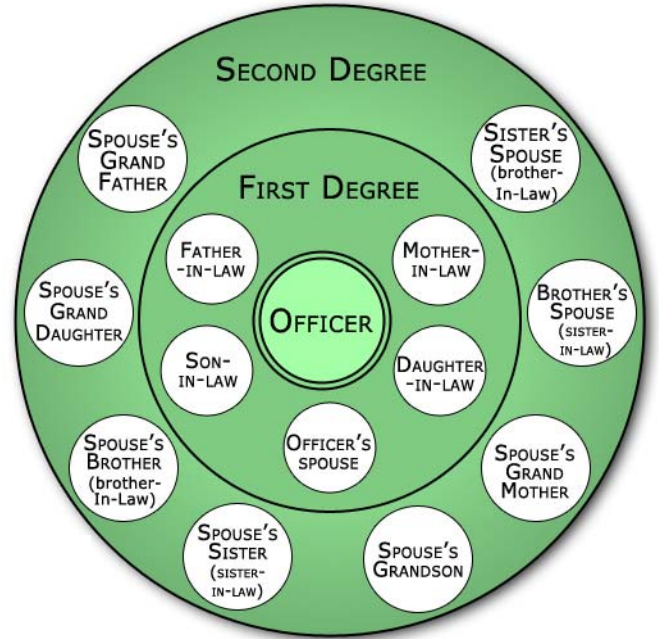 SECOND DEGREE
SPOUSE'S
GRAND
FATHER
SISTER'S
SPOUSE
(brother-
In-Law)
FIRST DEGREE
FATHER
-IN-LAW
MOTHER-
IN-LAW
OFFICER
SPOUSE'S
GRAND
DAUGHTER
BROTHER'S
SPOUSE
(SISTER-
IN-LAW)
SON-
IN-LAW
DAUGHTER
-IN-LAW
OFFICER'S
SPOUSE
SPOUSE'S
BROTHER
(brother-
In-Law)
SPOUSE'S
GRAND
MOTHER
SPOUSE'S
SISTER
(SISTER-
IN-LAW)
SPOUSE'S
GRANDSON